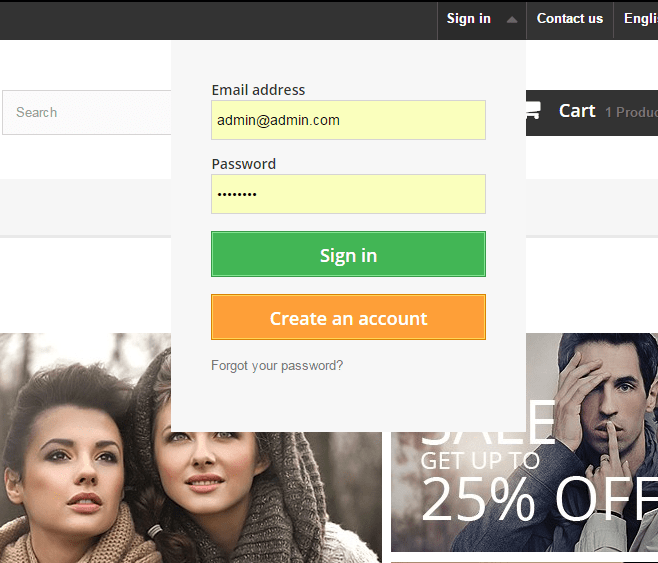 Sign in
Contact us
Engli
Search
Cart 1 Produc
Email address
admin@admin.com
Password
••••••••
Sign in
Create an account
Forgot your password?
SALE
GET UP TO
25% OFF